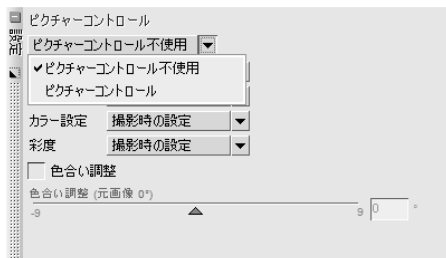 ピクチャーコントロール
ピクチャーコントロール不使用
✔ピクチャーコントロール不使用
ピクチャーコントロール
カラー設定 撮影時の設定
彩度 撮影時の設定
色合い調整
色合い調整 (元画像 0°)
-9 9 0 °